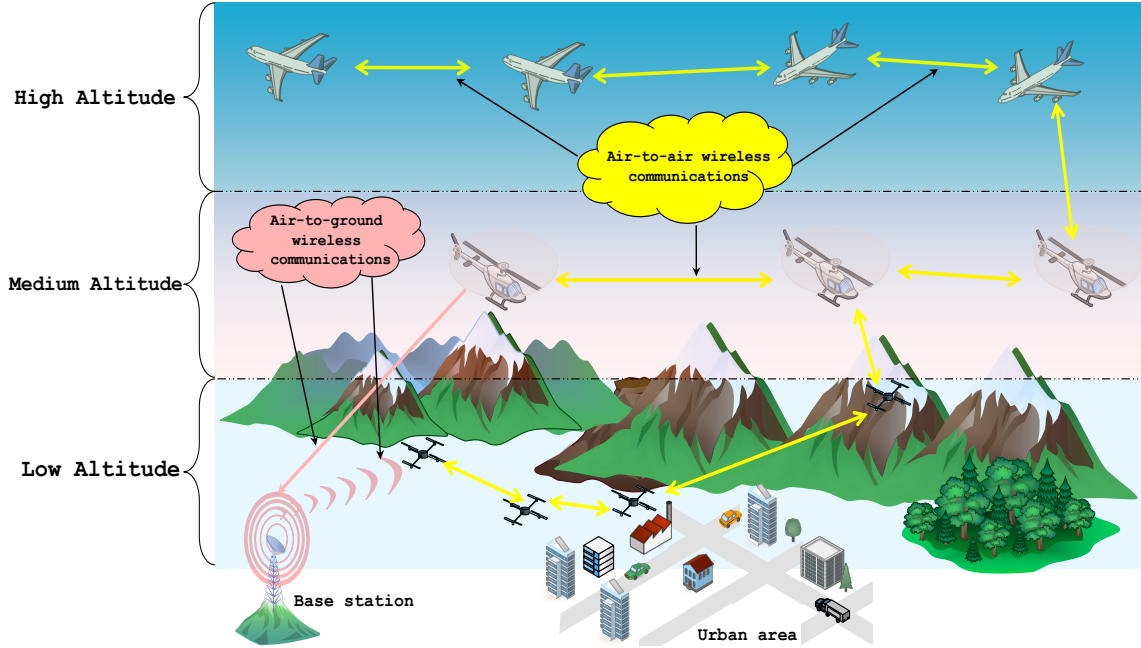 High Altitude
Air-to-air wireless
communications
Air-to-ground
wireless
communications
Medium Altitude
Low Altitude
Base station
Urban area